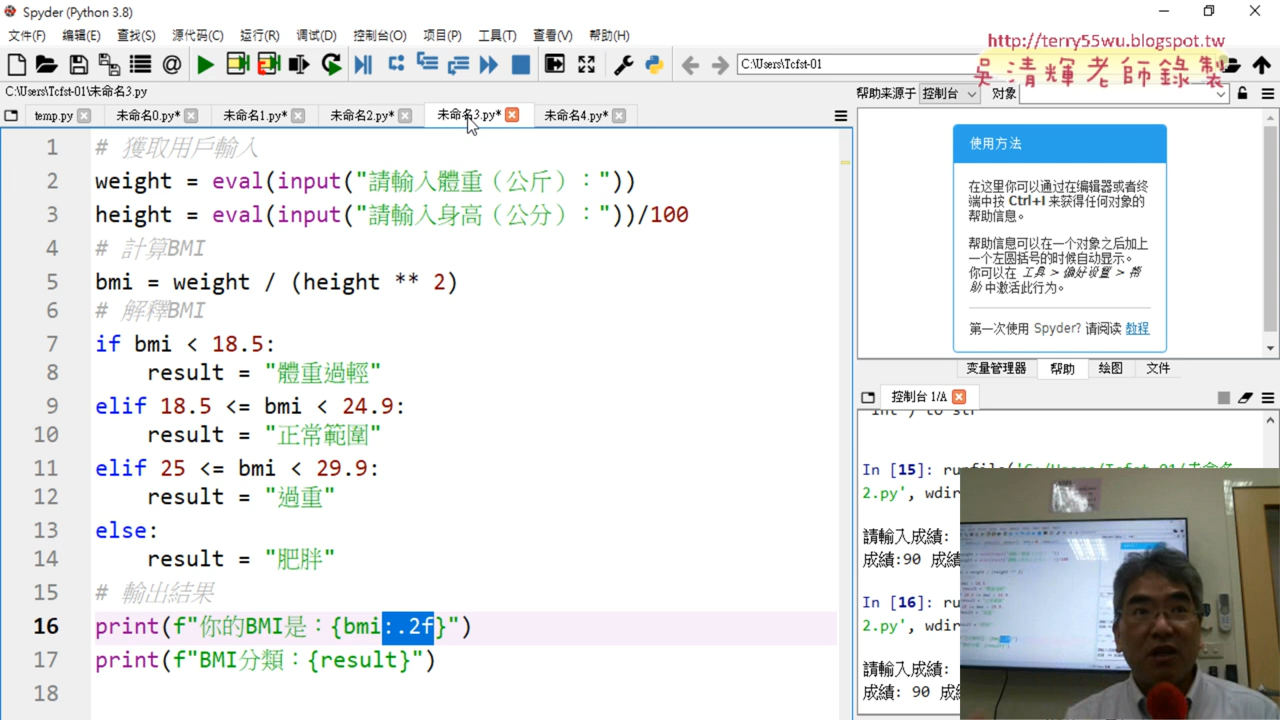 Spyder (Python 3.8)
文件(F) 编辑(E) 查找(S) 源代码(C) 运行(R) 调试(D) 控制台(O) 项目(P) 工具(T) 查看(V) 帮助(H)
http://terry55wu.blogspot.tw
吳清輝老師錄製
C:\Users\Tcfst-01
C:\Users\Tcfst-01\未命名3.py
temp.py 未命名0.py* 未命名1.py* 未命名2.py* 未命名3.py* 未命名4.py*
1 # 獲取用戶輸入
2 weight = eval(input("請輸入體重（公斤）："))
3 height = eval(input("請輸入身高（公分）："))/100
4 # 計算BMI
5 bmi = weight / (height ** 2)
6 # 解釋BMI
7 if bmi < 18.5:
8 result = "體重過輕"
9 elif 18.5 <= bmi < 24.9:
10 result = "正常範圍"
11 elif 25 <= bmi < 29.9:
12 result = "過重"
13 else:
14 result = "肥胖"
15 # 輸出結果
16 print(f"你的BMI是：{bmi:.2f}")
17 print(f"BMI分類：{result}")
18
帮助来源于 控制台 对象
使用方法
在这里你可以通过在编辑器或者终
端中按 Ctrl+I 来获得任何对象的
帮助信息。
帮助信息可以在一个对象之后加上
一个左圆括号的时候自动显示。
你可以在 工具 > 偏好设置 > 帮
助 中激活此行为。
第一次使用 Spyder? 请阅读 教程
变量管理器 帮助 绘图 文件
控制台 1/A
int") to str
In [15]: runfile('C:/Users/Tcfst-01/未命名
2.py', wdir
請輸入成績:
成績:90 成績
In [16]: ru
2.py', wdir
請輸入成績:
成績: 90 成